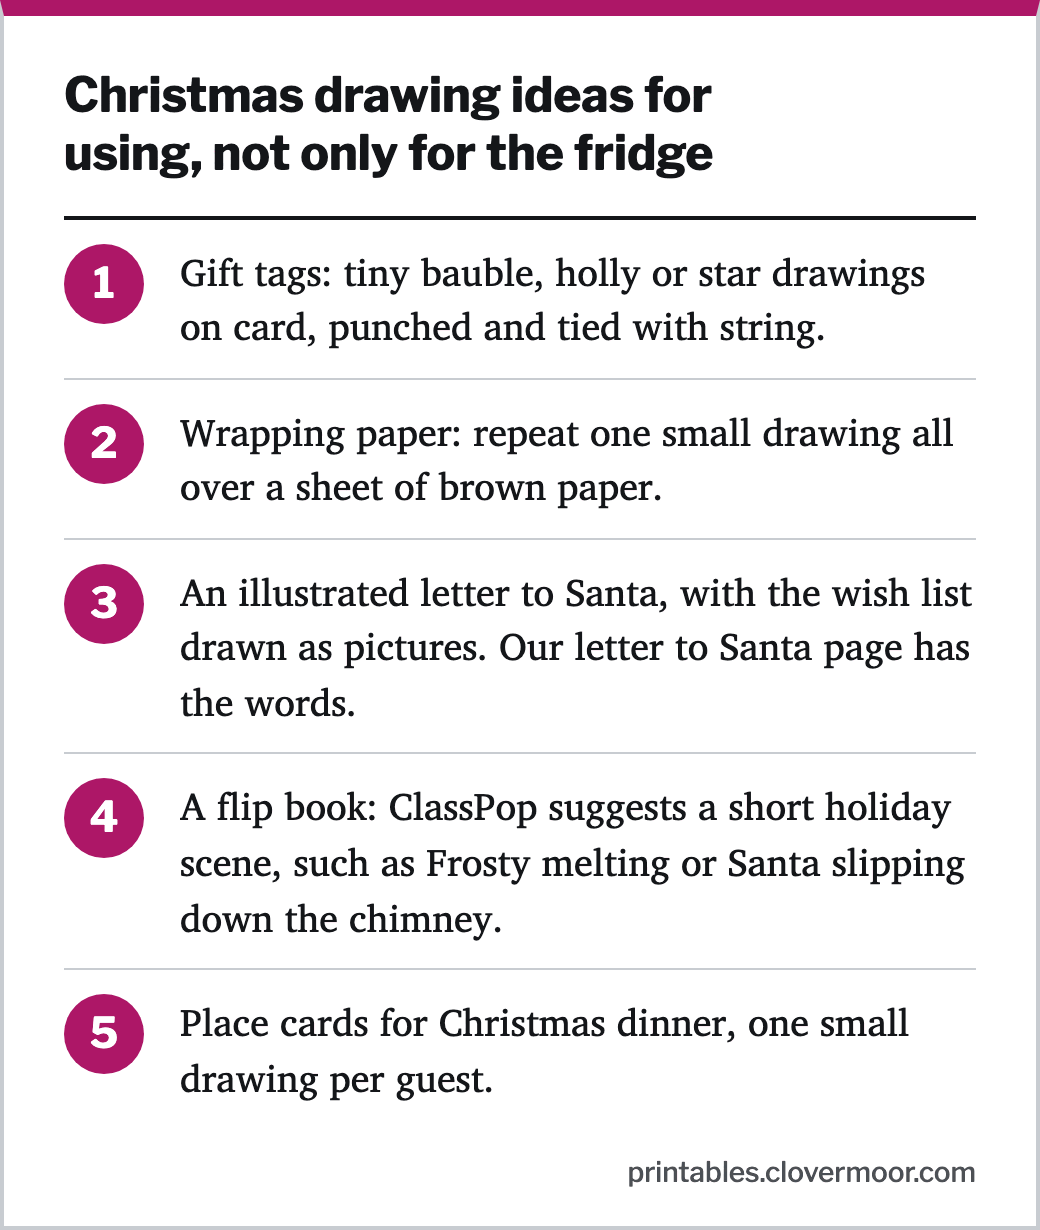 Christmas drawing ideas for
using, not only for the fridge
1
Gift tags: tiny bauble, holly or star drawings
on card, punched and tied with string.
2
Wrapping paper: repeat one small drawing all
over a sheet of brown paper.
3
An illustrated letter to Santa, with the wish list
drawn as pictures. Our letter to Santa page has
the words.
4
A flip book: ClassPop suggests a short holiday
scene, such as Frosty melting or Santa slipping
down the chimney.
5
Place cards for Christmas dinner, one small
drawing per guest.
printables.clovermoor.com